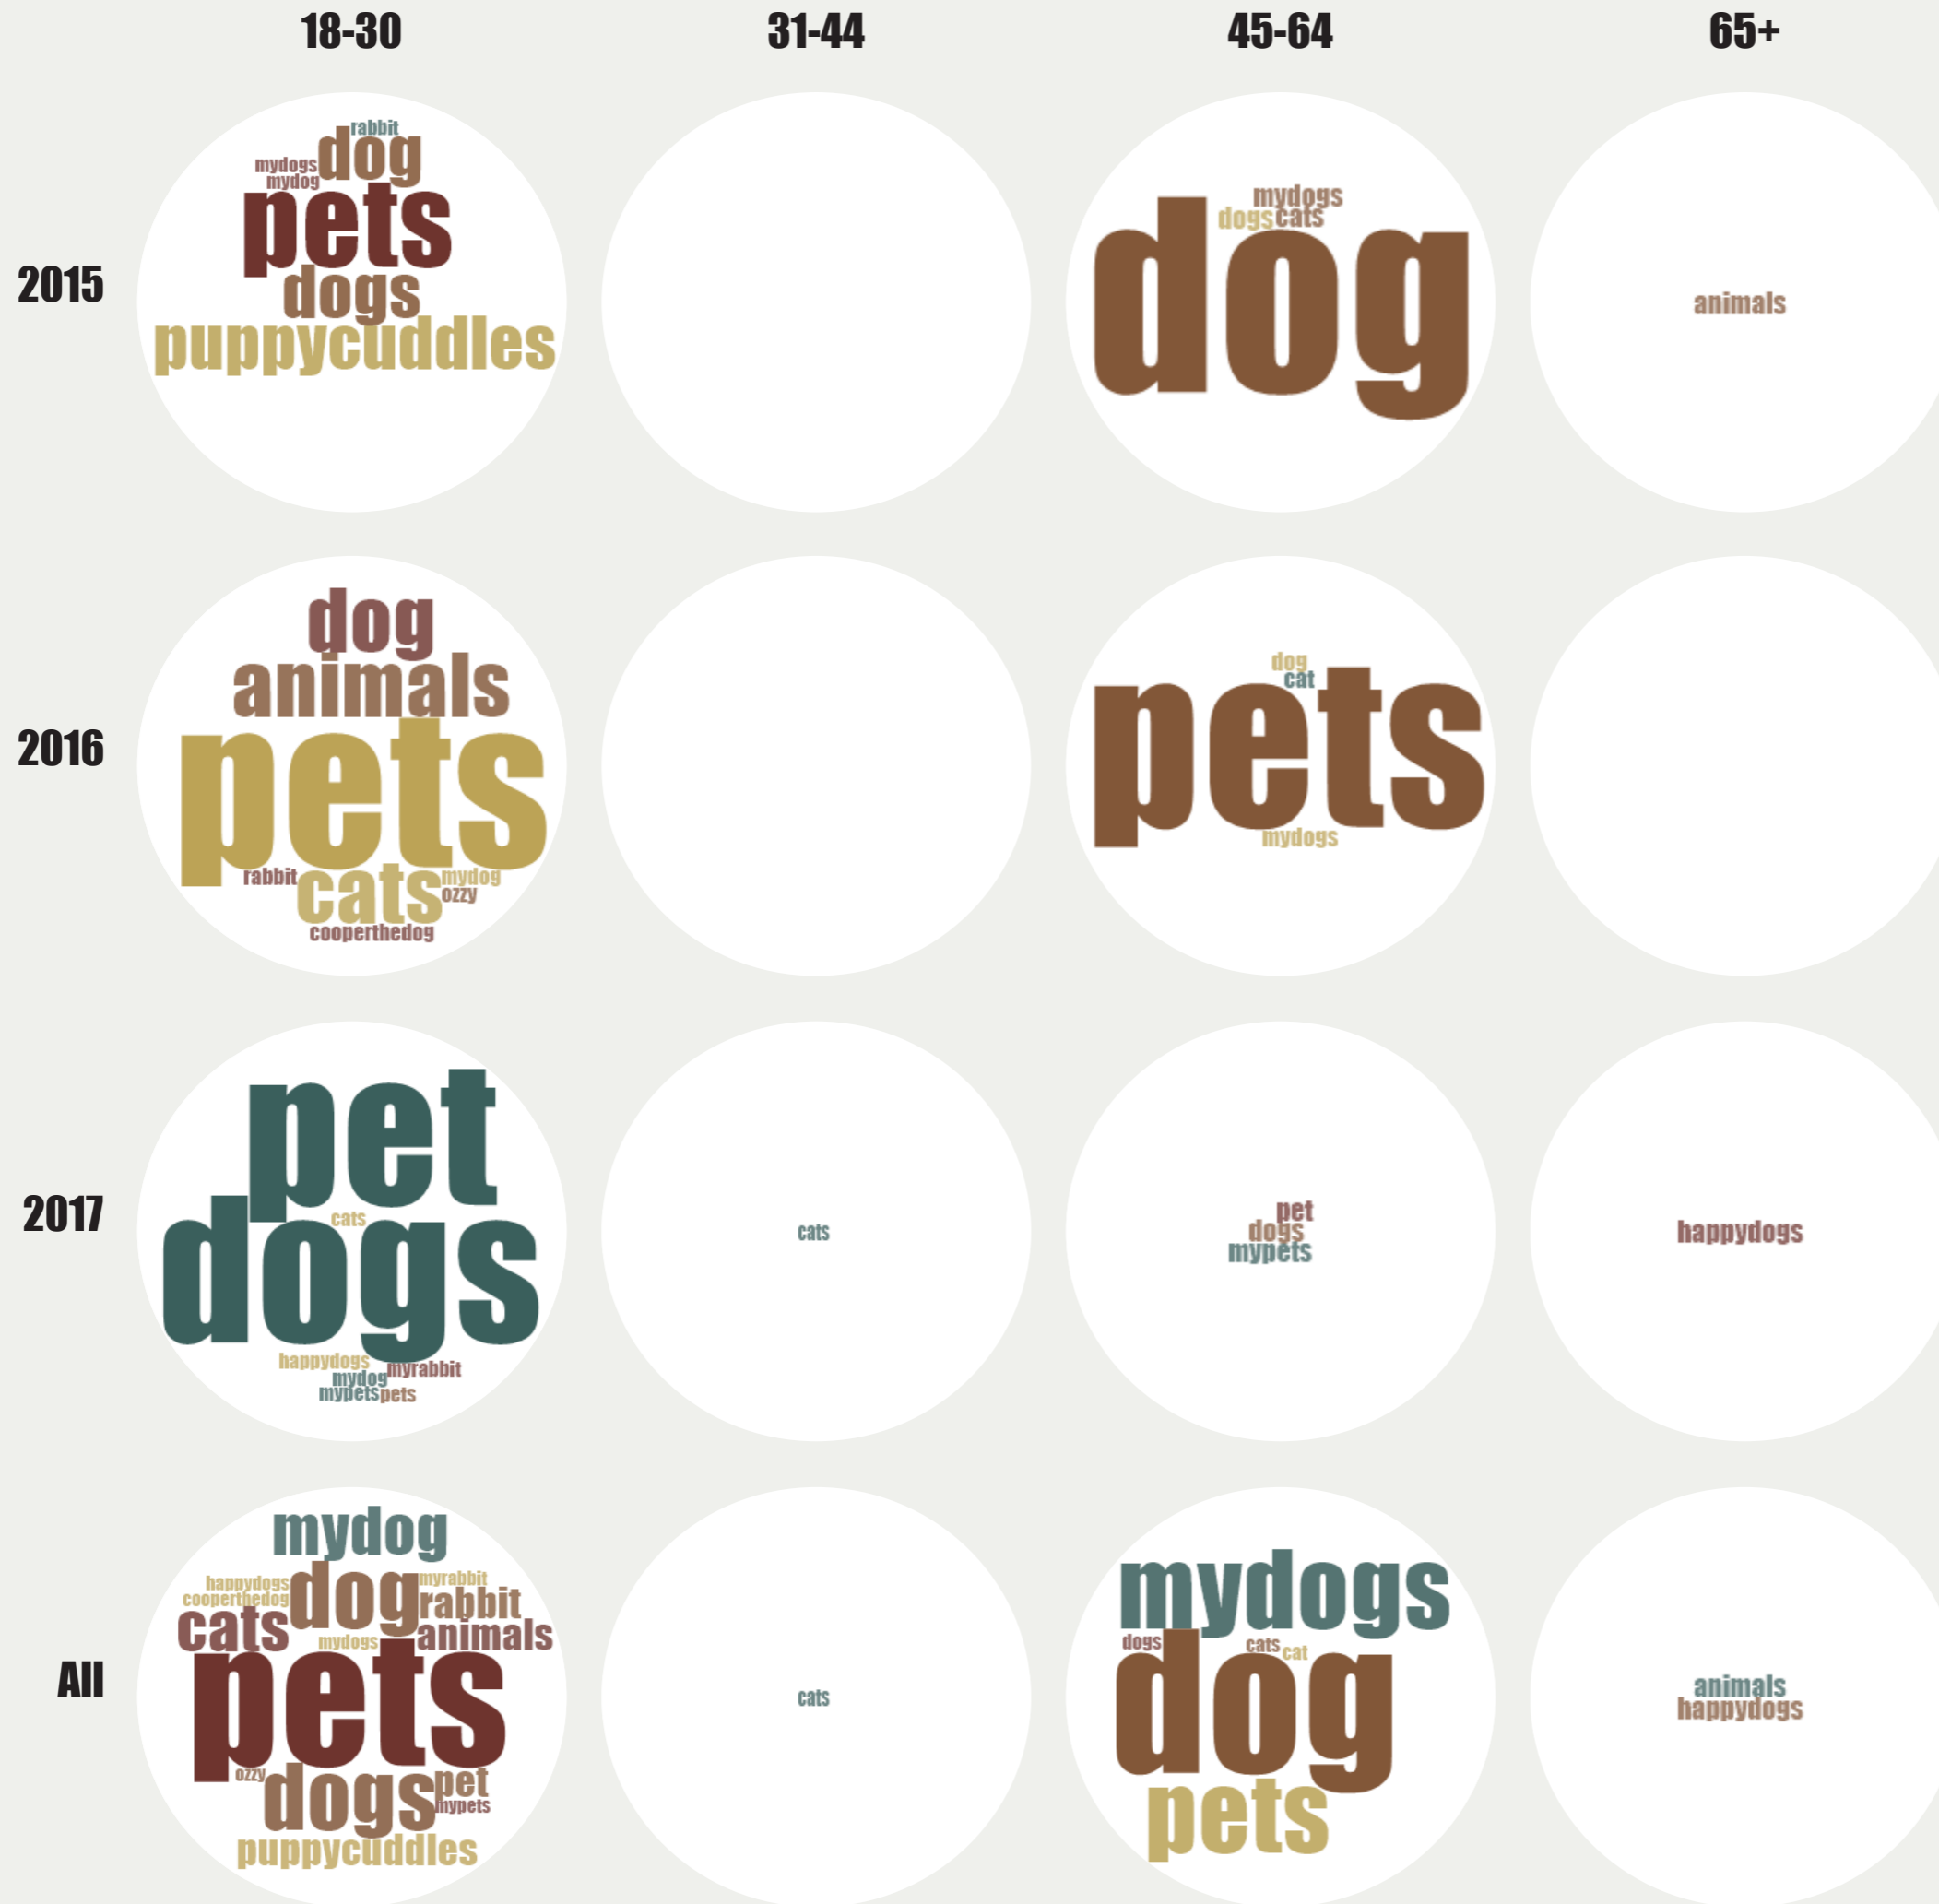 18-30 31-44 45-64 65+
2015
rabbit
dog
mydogs
mydog
pets
dogs
puppycuddles
mydogs
dogs cats
dog
animals
2016
dog
animals
pets
rabbit cats mydog
ozzy
cooperthedog
dog
cat
pets
mydogs
2017
pet
cats
dogs
happydogs myrabbit
mydog
mypets pets
cats
pet
dogs
mypets
happydogs
All
mydog
happydogs dog myrabbit
cooperthedog rabbit
cats mydogs animals
pets
ozzy dogs pet
mypets
puppycuddles
cats
mydogs
dogs cats cat
dog
pets
animals
happydogs